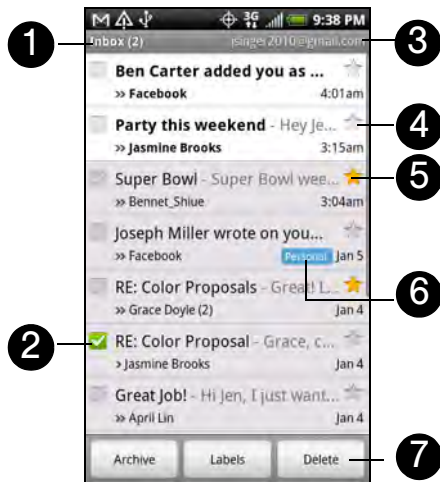 3G 9:38 PM
1 Inbox (2) jsinger2010@gmail.com 3
Ben Carter added you as ...
» Facebook 4:01am
Party this weekend - Hey Je... 4
» Jasmine Brooks 3:15am
Super Bowl - Super Bowl wee... 5
» Bennet_Shiue 3:04am
Joseph Miller wrote on you...
» Facebook Personal Jan 5
6
RE: Color Proposals - Great! L...
» Grace Doyle (2) Jan 4
2 RE: Color Proposal - Grace, c...
› Jasmine Brooks Jan 4
Great Job! - Hi Jen, I just want...
» April Lin Jan 4
Archive Labels Delete 7